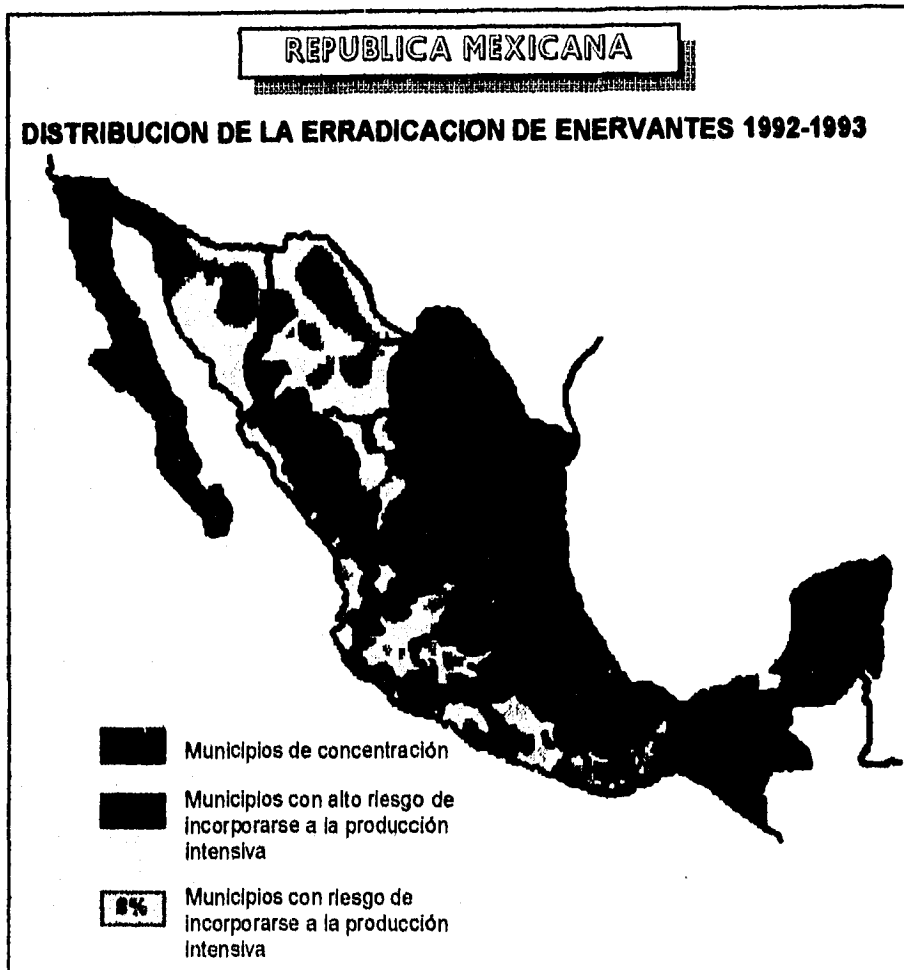 REPUBLICA MEXICANA
DISTRIBUCION DE LA ERRADICACION DE ENERVANTES 1992-1993
Municipios de concentración
Municipios con alto riesgo de
incorporarse a la producción
intensiva
8%
Municipios con riesgo de
incorporarse a la producción
intensiva